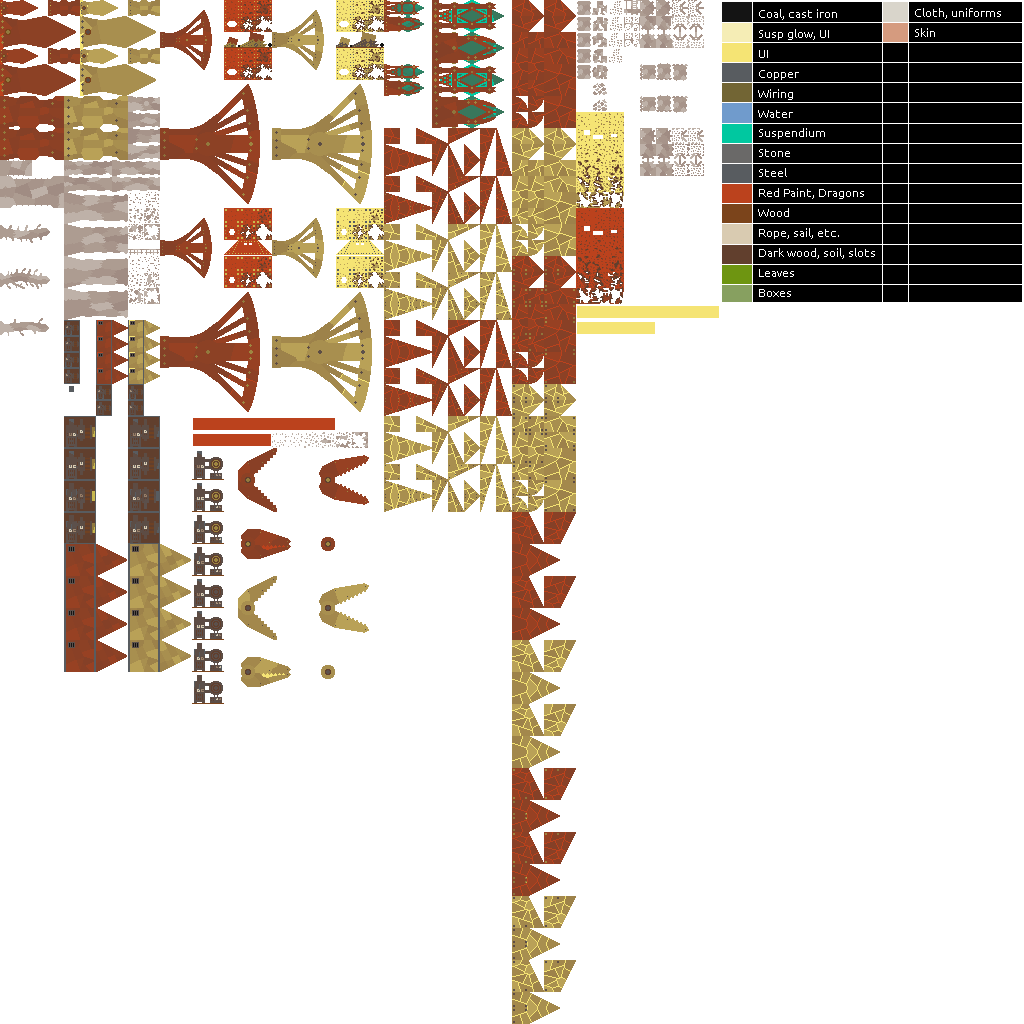 Coal, cast iron
Cloth, uniforms
Susp glow, UI
Skin
UI
Copper
Wiring
Water
Suspendium
Stone
Steel
Red Paint, Dragons
Wood
Rope, sail, etc.
Dark wood, soil, slots
Leaves
Boxes